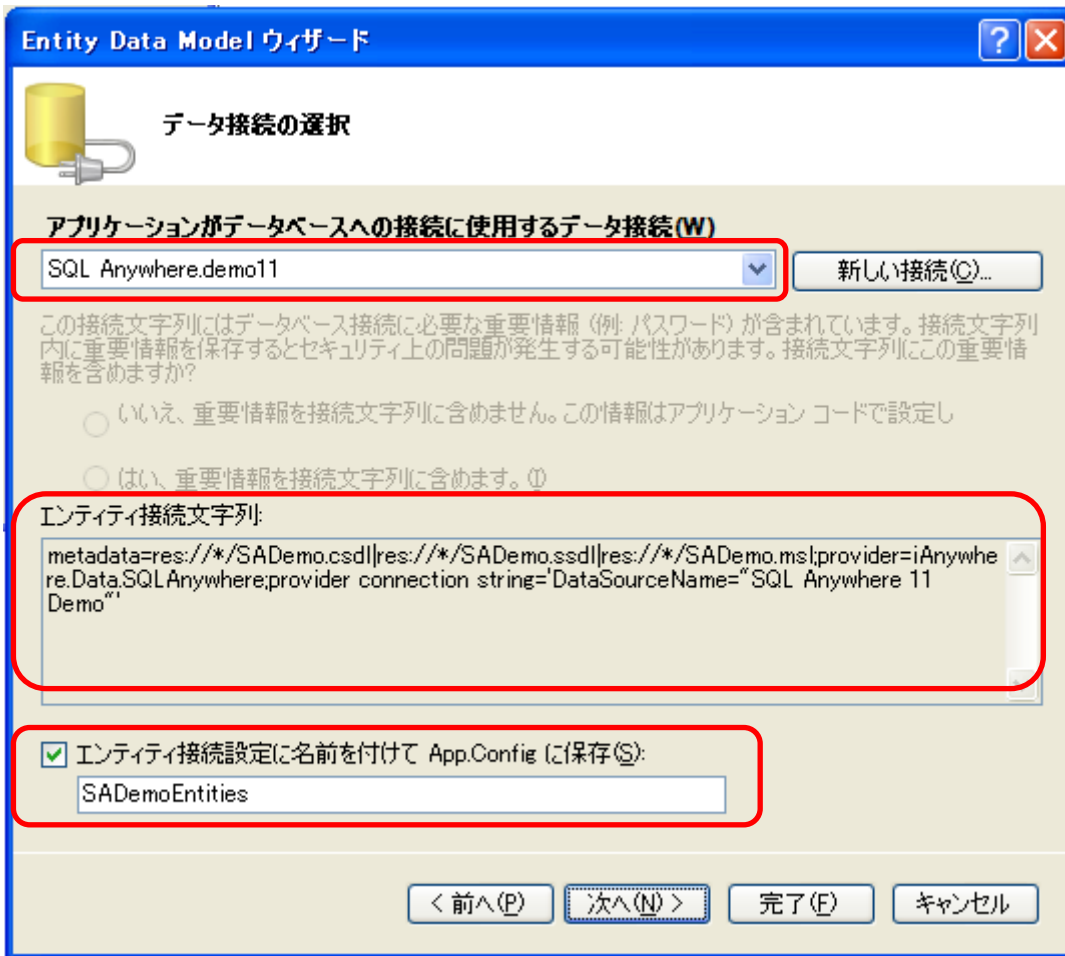 Entity Data Model ウィザード
データ接続の選択
アプリケーションがデータベースへの接続に使用するデータ接続(W)
SQL Anywhere.demo11
新しい接続(C)...
この接続文字列にはデータベース接続に必要な重要情報 (例: パスワード) が含まれています。接続文字列
内に重要情報を保存するとセキュリティ上の問題が発生する可能性があります。接続文字列にこの重要情
報を含めますか?
いいえ、重要情報を接続文字列に含めません。この情報はアプリケーション コードで設定し
はい、重要情報を接続文字列に含めます。(I)
エンティティ接続文字列:
metadata=res://*/SADemo.csdl|res://*/SADemo.ssdl|res://*/SADemo.msl;provider=iAnywhe
re.Data.SQLAnywhere;provider connection string='DataSourceName="SQL Anywhere 11
Demo"'
エンティティ接続設定に名前を付けて App.Config に保存(S):
SADemoEntities
< 前へ(P)
次へ(N) >
完了(F)
キャンセル